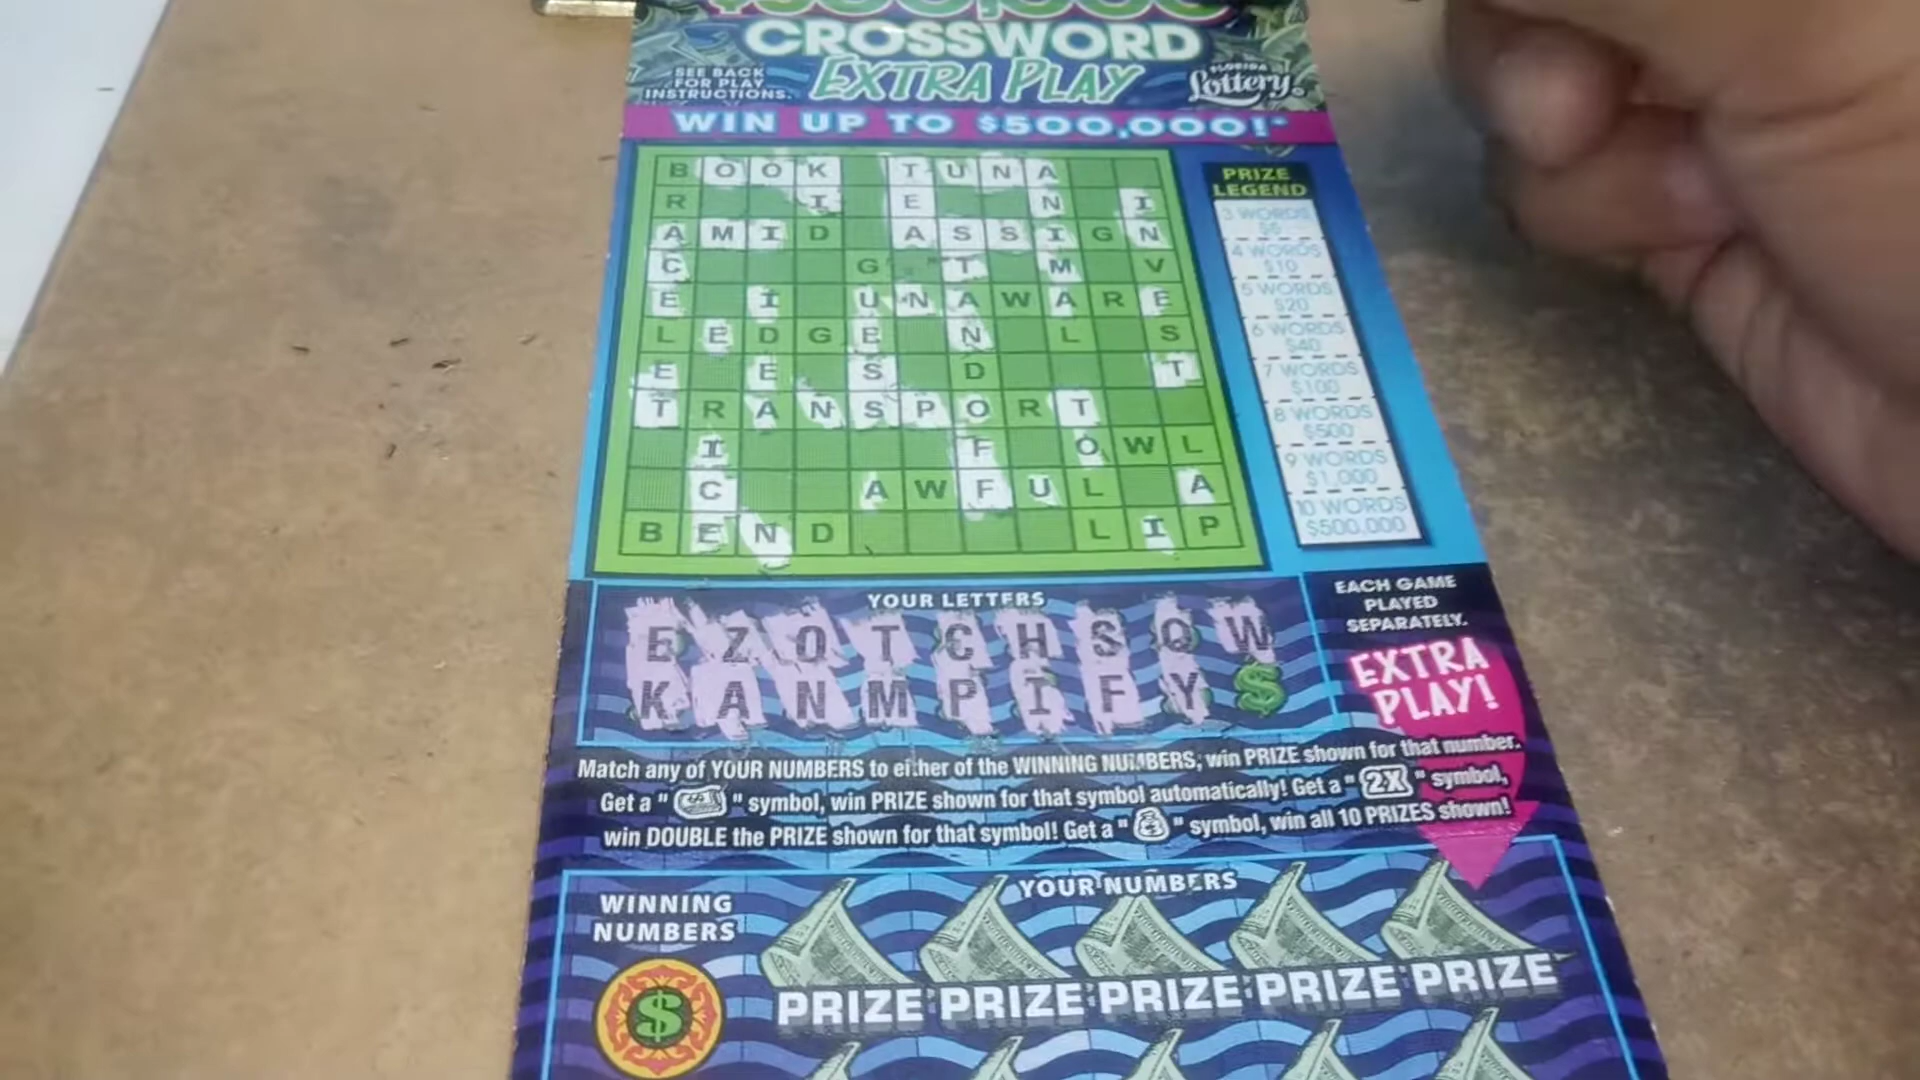 $500,000
CROSSWORD
EXTRA PLAY
SEE BACK
FOR PLAY
INSTRUCTIONS.
FLORIDA
Lottery
WIN UP TO $500,000!*
B O O K T U N A
R I E N I
A M I D A S S I G N
C G T M V
E I U N A W A R E
L E D G E N L S
E E S D T
T R A N S P O R T
I F O W L
C A W F U L A
B E N D L I P
PRIZE
LEGEND
3 WORDS
$5
4 WORDS
$10
5 WORDS
$20
6 WORDS
$40
7 WORDS
$100
8 WORDS
$500
9 WORDS
$1,000
10 WORDS
$500,000
YOUR LETTERS
E Z O T C H S Q W
K A N M P I F Y $
EACH GAME
PLAYED
SEPARATELY.
EXTRA
PLAY!
Match any of YOUR NUMBERS to either of the WINNING NUMBERS, win PRIZE shown for that number.
Get a " " symbol, win PRIZE shown for that symbol automatically! Get a " 2X " symbol,
win DOUBLE the PRIZE shown for that symbol! Get a " " symbol, win all 10 PRIZES shown!
WINNING
NUMBERS
YOUR NUMBERS
$
PRIZE PRIZE PRIZE PRIZE PRIZE